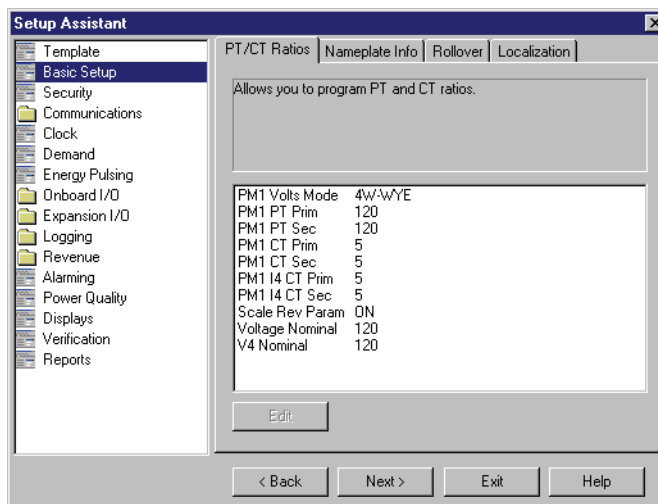 Setup Assistant
Template
Basic Setup
Security
Communications
Clock
Demand
Energy Pulsing
Onboard I/O
Expansion I/O
Logging
Revenue
Alarming
Power Quality
Displays
Verification
Reports
PT/CT Ratios Nameplate Info Rollover Localization
Allows you to program PT and CT ratios.
PM1 Volts Mode 4W-WYE
PM1 PT Prim 120
PM1 PT Sec 120
PM1 CT Prim 5
PM1 CT Sec 5
PM1 I4 CT Prim 5
PM1 I4 CT Sec 5
Scale Rev Param ON
Voltage Nominal 120
V4 Nominal 120
Edit
< Back Next > Exit Help